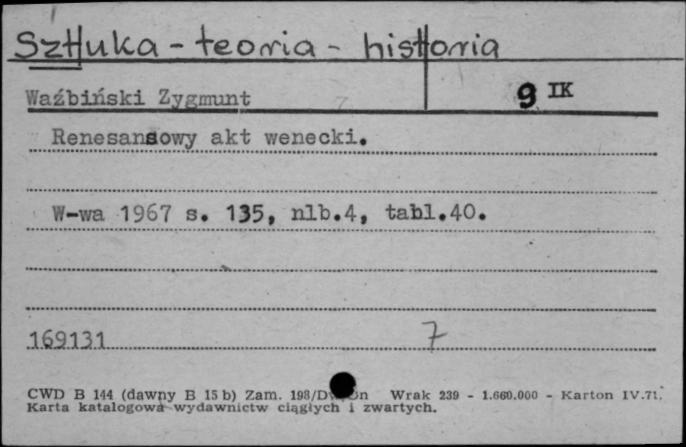 Sztuka - teoria - historia
Waźbiński Zygmunt
9 IK
Renesansowy akt wenecki.
W-wa 1967 s. 135, nlb.4, tabl.40.
169131 7
CWD B 144 (dawny B 15 b) Zam. 198/D Wrak 239 - 1.660.000 - Karton IV.71.
Karta katalogowa wydawnictw ciągłych i zwartych.